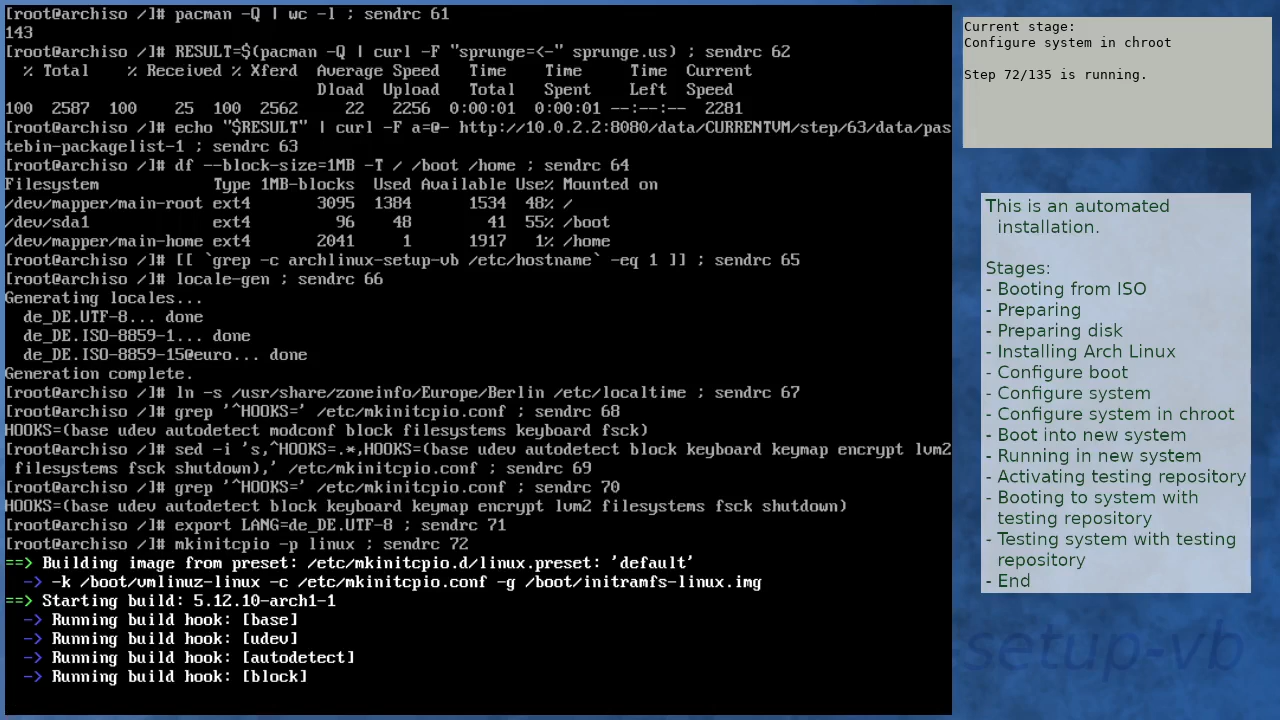 [root@archiso /]# pacman -Q | wc -l ; sendrc 61
143
[root@archiso /]# RESULT=$(pacman -Q | curl -F "sprunge=<-" sprunge.us) ; sendrc 62
  % Total    % Received % Xferd  Average Speed   Time    Time     Time  Current
                                 Dload  Upload   Total   Spent    Left  Speed
100  2587  100    25  100  2562     22   2256  0:00:01  0:00:01 --:--:--  2281
[root@archiso /]# echo "$RESULT" | curl -F a=@- http://10.0.2.2:8080/data/CURRENTVM/step/63/data/pas
tebin-packagelist-1 ; sendrc 63
[root@archiso /]# df --block-size=1MB -T / /boot /home ; sendrc 64
Filesystem            Type 1MB-blocks  Used Available Use% Mounted on
/dev/mapper/main-root ext4       3095  1384      1534  48% /
/dev/sda1             ext4         96    48        41  55% /boot
/dev/mapper/main-home ext4       2041     1      1917   1% /home
[root@archiso /]# [[ `grep -c archlinux-setup-vb /etc/hostname` -eq 1 ]] ; sendrc 65
[root@archiso /]# locale-gen ; sendrc 66
Generating locales...
  de_DE.UTF-8... done
  de_DE.ISO-8859-1... done
  de_DE.ISO-8859-15@euro... done
Generation complete.
[root@archiso /]# ln -s /usr/share/zoneinfo/Europe/Berlin /etc/localtime ; sendrc 67
[root@archiso /]# grep '^HOOKS=' /etc/mkinitcpio.conf ; sendrc 68
HOOKS=(base udev autodetect modconf block filesystems keyboard fsck)
[root@archiso /]# sed -i 's,^HOOKS=.*,HOOKS=(base udev autodetect block keyboard keymap encrypt lvm2
 filesystems fsck shutdown),' /etc/mkinitcpio.conf ; sendrc 69
[root@archiso /]# grep '^HOOKS=' /etc/mkinitcpio.conf ; sendrc 70
HOOKS=(base udev autodetect block keyboard keymap encrypt lvm2 filesystems fsck shutdown)
[root@archiso /]# export LANG=de_DE.UTF-8 ; sendrc 71
[root@archiso /]# mkinitcpio -p linux ; sendrc 72
==> Building image from preset: /etc/mkinitcpio.d/linux.preset: 'default'
  -> -k /boot/vmlinuz-linux -c /etc/mkinitcpio.conf -g /boot/initramfs-linux.img
==> Starting build: 5.12.10-arch1-1
  -> Running build hook: [base]
  -> Running build hook: [udev]
  -> Running build hook: [autodetect]
  -> Running build hook: [block]
Current stage:
Configure system in chroot
Step 72/135 is running.
This is an automated
installation.
Stages:
- Booting from ISO
- Preparing
- Preparing disk
- Installing Arch Linux
- Configure boot
- Configure system
- Configure system in chroot
- Boot into new system
- Running in new system
- Activating testing repository
- Booting to system with
testing repository
- Testing system with testing
repository
- End
setup-vb